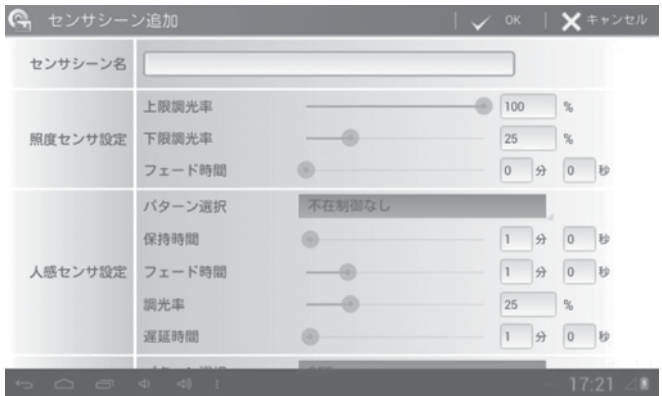 センサシーン追加 OK キャンセル
センサシーン名
照度センサ設定
上限調光率 100 %
下限調光率 25 %
フェード時間 0 分 0 秒
人感センサ設定
パターン選択 不在制御なし
保持時間 1 分 0 秒
フェード時間 1 分 0 秒
調光率 25 %
遅延時間 1 分 0 秒
17:21